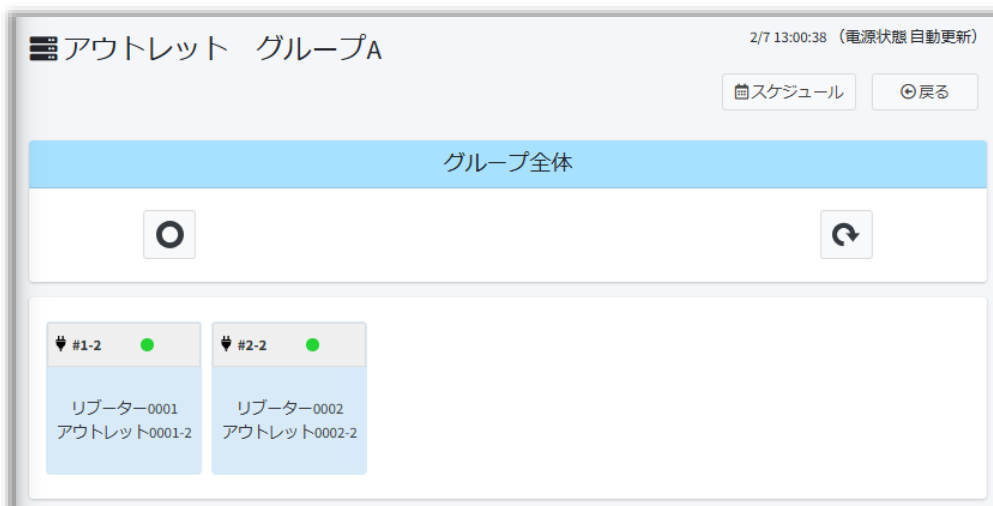 アウトレット　グループA
2/7 13:00:38 （電源状態 自動更新）
スケジュール
戻る
グループ全体
#1-2
#2-2
リブーター0001
アウトレット0001-2
リブーター0002
アウトレット0002-2